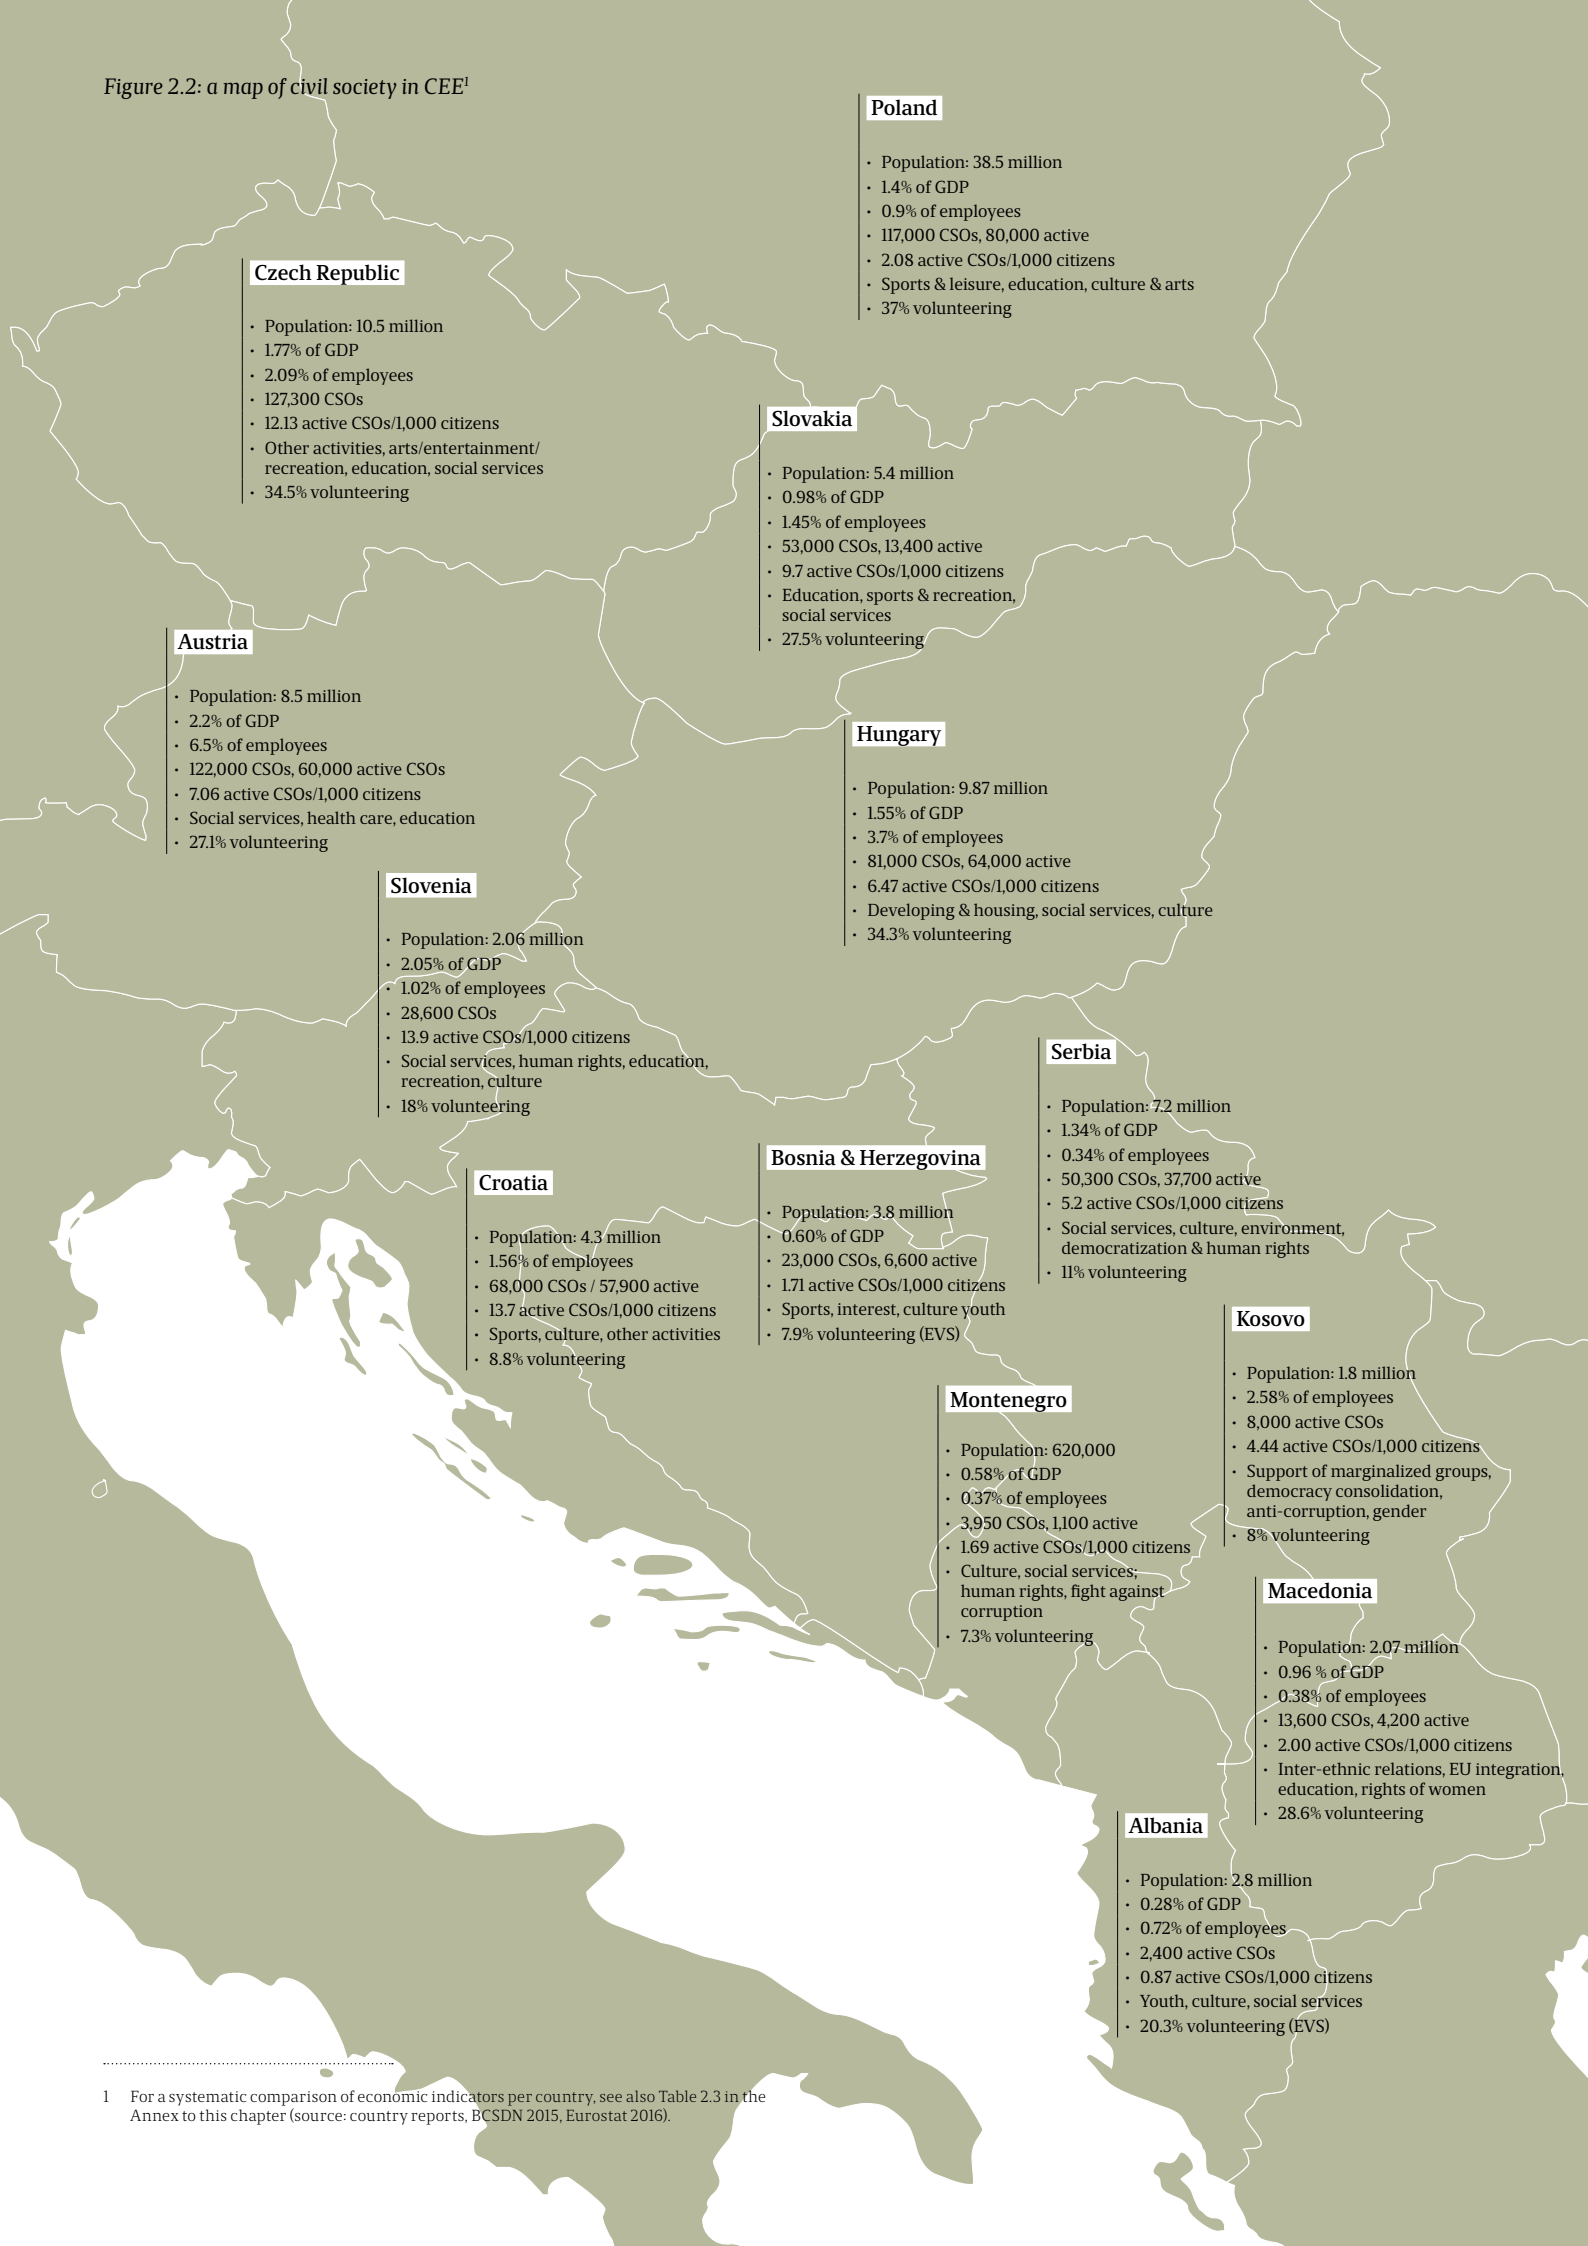 Figure 2.2: a map of civil society in CEE1
Poland
• Population: 38.5 million
• 1.4% of GDP
• 0.9% of employees
• 117,000 CSOs, 80,000 active
• 2.08 active CSOs/1,000 citizens
• Sports & leisure, education, culture & arts
• 37% volunteering
Czech Republic
• Population: 10.5 million
• 1.77% of GDP
• 2.09% of employees
• 127,300 CSOs
• 12.13 active CSOs/1,000 citizens
• Other activities, arts/entertainment/
recreation, education, social services
• 34.5% volunteering
Slovakia
• Population: 5.4 million
• 0.98% of GDP
• 1.45% of employees
• 53,000 CSOs, 13,400 active
• 9.7 active CSOs/1,000 citizens
• Education, sports & recreation,
social services
• 27.5% volunteering
Austria
• Population: 8.5 million
• 2.2% of GDP
• 6.5% of employees
• 122,000 CSOs, 60,000 active CSOs
• 7.06 active CSOs/1,000 citizens
• Social services, health care, education
• 27.1% volunteering
Hungary
• Population: 9.87 million
• 1.55% of GDP
• 3.7% of employees
• 81,000 CSOs, 64,000 active
• 6.47 active CSOs/1,000 citizens
• Developing & housing, social services, culture
• 34.3% volunteering
Slovenia
• Population: 2.06 million
• 2.05% of GDP
• 1.02% of employees
• 28,600 CSOs
• 13.9 active CSOs/1,000 citizens
• Social services, human rights, education,
recreation, culture
• 18% volunteering
Serbia
• Population: 7.2 million
• 1.34% of GDP
• 0.34% of employees
• 50,300 CSOs, 37,700 active
• 5.2 active CSOs/1,000 citizens
• Social services, culture, environment,
democratization & human rights
• 11% volunteering
Bosnia & Herzegovina
• Population: 3.8 million
• 0.60% of GDP
• 23,000 CSOs, 6,600 active
• 1.71 active CSOs/1,000 citizens
• Sports, interest, culture youth
• 7.9% volunteering (EVS)
Croatia
• Population: 4.3 million
• 1.56% of employees
• 68,000 CSOs / 57,900 active
• 13.7 active CSOs/1,000 citizens
• Sports, culture, other activities
• 8.8% volunteering
Kosovo
• Population: 1.8 million
• 2.58% of employees
• 8,000 active CSOs
• 4.44 active CSOs/1,000 citizens
• Support of marginalized groups,
democracy consolidation,
anti-corruption, gender
• 8% volunteering
Montenegro
• Population: 620,000
• 0.58% of GDP
• 0.37% of employees
• 3,950 CSOs, 1,100 active
• 1.69 active CSOs/1,000 citizens
• Culture, social services;
human rights, fight against
corruption
• 7.3% volunteering
Macedonia
• Population: 2.07 million
• 0.96 % of GDP
• 0.38% of employees
• 13,600 CSOs, 4,200 active
• 2.00 active CSOs/1,000 citizens
• Inter-ethnic relations, EU integration,
education, rights of women
• 28.6% volunteering
Albania
• Population: 2.8 million
• 0.28% of GDP
• 0.72% of employees
• 2,400 active CSOs
• 0.87 active CSOs/1,000 citizens
• Youth, culture, social services
• 20.3% volunteering (EVS)
1 For a systematic comparison of economic indicators per country, see also Table 2.3 in the
Annex to this chapter (source: country reports, BCSDN 2015, Eurostat 2016).